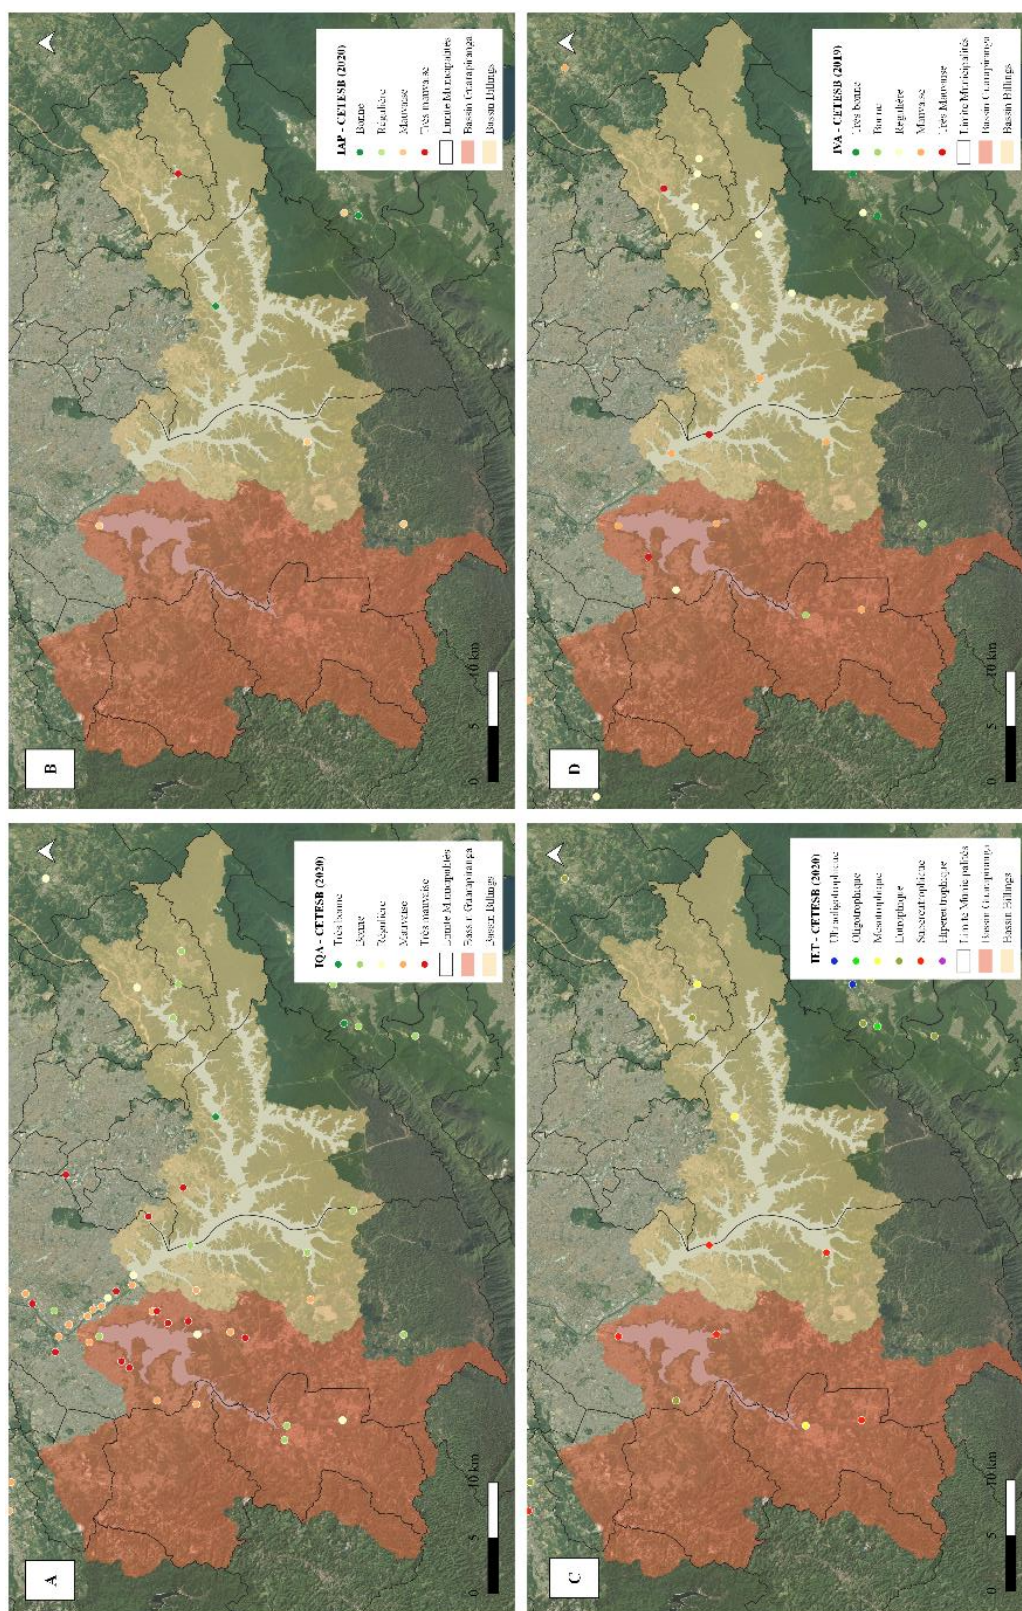 A
IQA - CETESB (2020)
Très bonne
Bonne
Régulière
Mauvaise
Très mauvaise
Limite Municipalités
Bassin Guarapiranga
Bassin Billings
0 5 10 km
B
IAP - CETESB (2020)
Bonne
Régulière
Mauvaise
Très mauvaise
Limite Municipalités
Bassin Guarapiranga
Bassin Billings
0 5 10 km
C
IET - CETESB (2020)
Ultraoligotrophique
Oligotrophique
Mesotrophique
Eutrophique
Supereutrophique
Hipereutrophique
Limite Municipalités
Bassin Guarapiranga
Bassin Billings
0 5 10 km
D
IVA - CETESB (2019)
Très bonne
Bonne
Régulière
Mauvaise
Très Mauvaise
Limite Municipalités
Bassin Guarapiranga
Bassin Billings
0 5 10 km